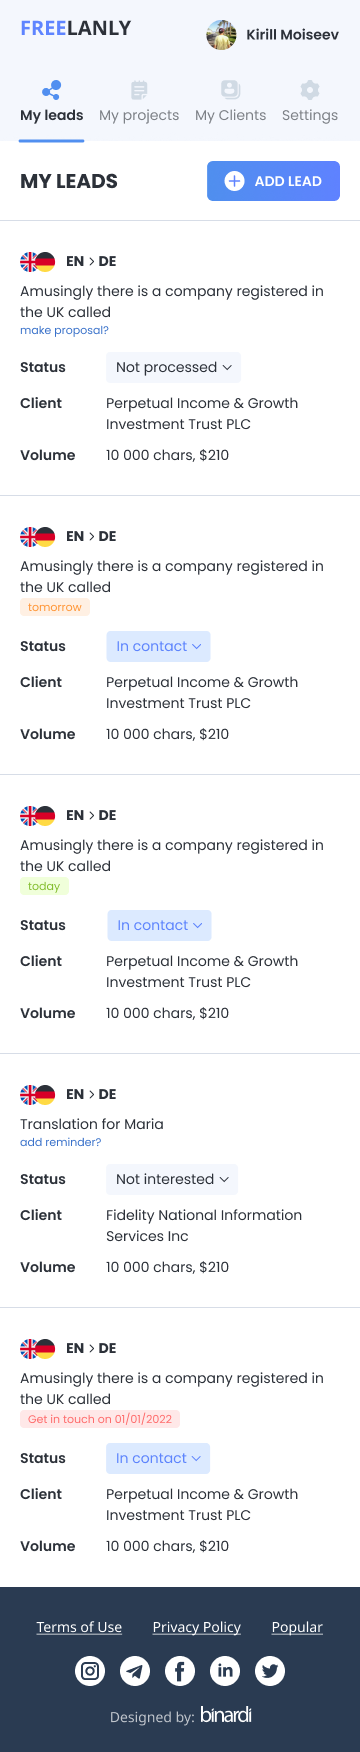 FREELANLY
Kirill Moiseev
My leads My projects My Clients Settings
MY LEADS
ADD LEAD
EN > DE
Amusingly there is a company registered in
the UK called
make proposal?
Status Not processed
Client Perpetual Income & Growth
Investment Trust PLC
Volume 10 000 chars, $210
EN > DE
Amusingly there is a company registered in
the UK called
tomorrow
Status In contact
Client Perpetual Income & Growth
Investment Trust PLC
Volume 10 000 chars, $210
EN > DE
Amusingly there is a company registered in
the UK called
today
Status In contact
Client Perpetual Income & Growth
Investment Trust PLC
Volume 10 000 chars, $210
EN > DE
Translation for Maria
add reminder?
Status Not interested
Client Fidelity National Information
Services Inc
Volume 10 000 chars, $210
EN > DE
Amusingly there is a company registered in
the UK called
Get in touch on 01/01/2022
Status In contact
Client Perpetual Income & Growth
Investment Trust PLC
Volume 10 000 chars, $210
Terms of Use Privacy Policy Popular
Designed by: binardi